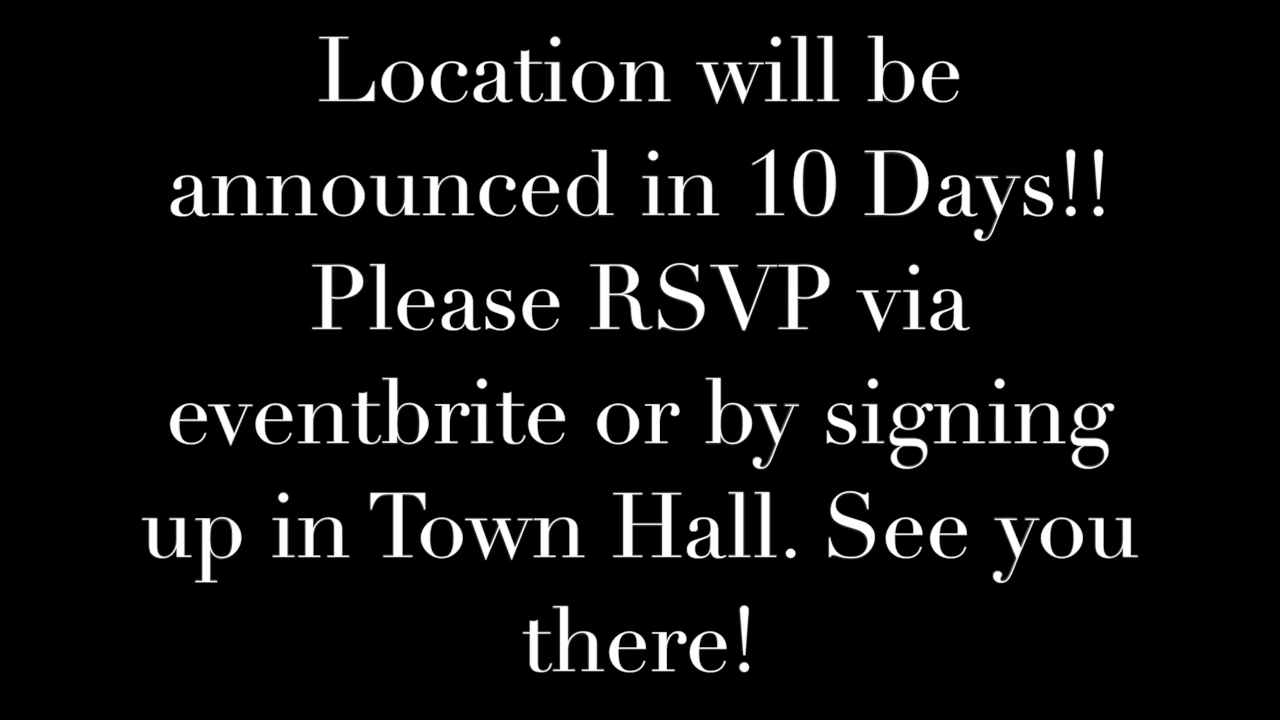 Location will be
announced in 10 Days!!
Please RSVP via
eventbrite or by signing
up in Town Hall. See you
there!